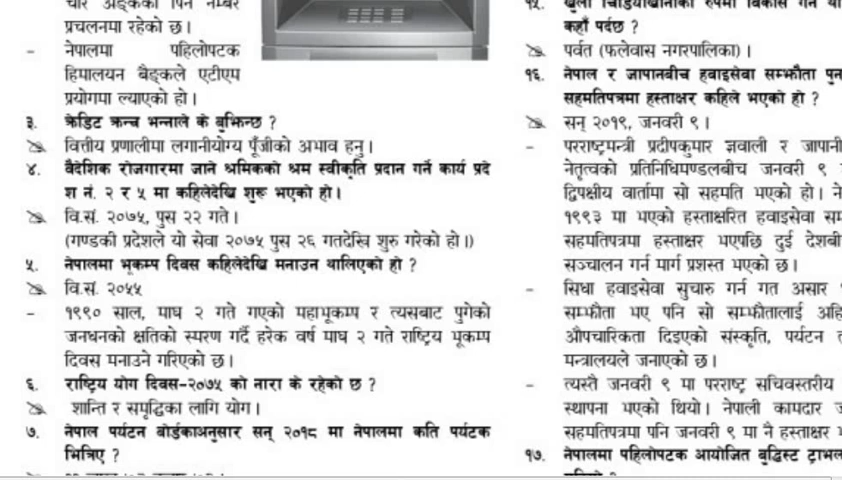 चार अङ्कको पिन नम्बर
प्रचलनमा रहेको छ।
- नेपालमा पहिलोपटक
हिमालयन बैङ्कले एटीएम
प्रयोगमा ल्याएको हो।
३. क्रेडिट क्रन्च भन्नाले के बुझिन्छ ?
वित्तीय प्रणालीमा लगानीयोग्य पूँजीको अभाव हुनु।
४. वैदेशिक रोजगारमा जाने श्रमिकको श्रम स्वीकृति प्रदान गर्ने कार्य प्रदे
श नं. २ र ५ मा कहिलेदेखि शुरू भएको हो।
वि.सं. २०७५, पुस २२ गते।
(गण्डकी प्रदेशले यो सेवा २०७५ पुस २६ गतदेखि शुरु गरेको हो।)
५. नेपालमा भूकम्प दिवस कहिलेदेखि मनाउन थालिएको हो ?
वि.सं. २०५५
- १९९० साल, माघ २ गते गएको महाभूकम्प र त्यसबाट पुगेको
जनधनको क्षतिको स्मरण गर्दै हरेक वर्ष माघ २ गते राष्ट्रिय भूकम्प
दिवस मनाउने गरिएको छ।
६. राष्ट्रिय योग दिवस-२०७५ को नारा के रहेको छ ?
शान्ति र समृद्धिका लागि योग।
७. नेपाल पर्यटन बोर्डकाअनुसार सन् २०१८ मा नेपालमा कति पर्यटक
भित्रिए ?
१५. खुला चिडियाखानाको रुपमा विकास गर्न
कहाँ पर्दछ ?
पर्वत (फलेवास नगरपालिका)।
१६. नेपाल र जापानबीच हवाइसेवा सम्झौता पुन
सहमतिपत्रमा हस्ताक्षर कहिले भएको हो ?
सन् २०१९, जनवरी ९।
- परराष्ट्रमन्त्री प्रदीपकुमार ज्ञवाली र जापानी
नेतृत्वको प्रतिनिधिमण्डलबीच जनवरी ९
द्विपक्षीय वार्तामा सो सहमति भएको हो। ने
१९९३ मा भएको हस्ताक्षरित हवाइसेवा सम
सहमतिपत्रमा हस्ताक्षर भएपछि दुई देशबी
सञ्चालन गर्न मार्ग प्रशस्त भएको छ।
- सिधा हवाइसेवा सुचारु गर्न गत असार
सम्झौता भए पनि सो सम्झौतालाई अहि
औपचारिकता दिइएको संस्कृति, पर्यटन
मन्त्रालयले जनाएको छ।
- त्यस्तै जनवरी ९ मा परराष्ट्र सचिवस्तरीय
स्थापना भएको थियो। नेपाली कामदार
सहमतिपत्रमा पनि जनवरी ९ मा नै हस्ताक्षर
१७. नेपालमा पहिलोपटक आयोजित बुद्धिस्ट ट्राभल